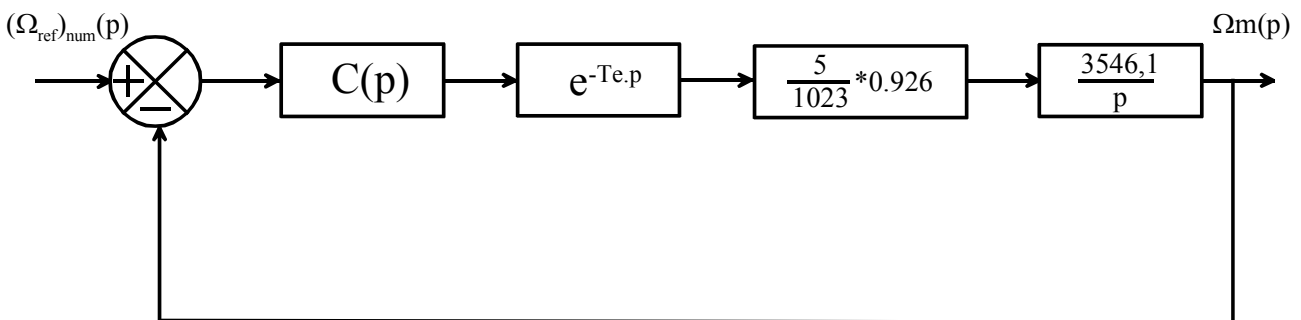 (Ω_ref)_num(p)
Ωm(p)
+
−
C(p)
e^-Te.p
5/1023 *0.926
3546,1/p